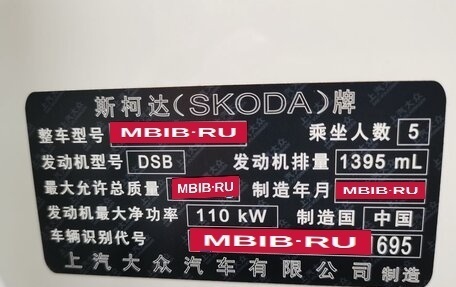 斯柯达(SKODA)牌
整车型号 MBIB·RU 乘坐人数 5
发动机型号 DSB 发动机排量 1395 mL
最大允许总质量 MBIB·RU 制造年月 MBIB·RU
发动机最大净功率 110 kW 制造国 中国
车辆识别代号 MBIB·RU 695
上汽大众汽车有限公司 制造